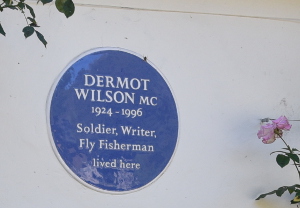 DERMOT
WILSON MC
1924 - 1996
Soldier, Writer,
Fly Fisherman
lived here